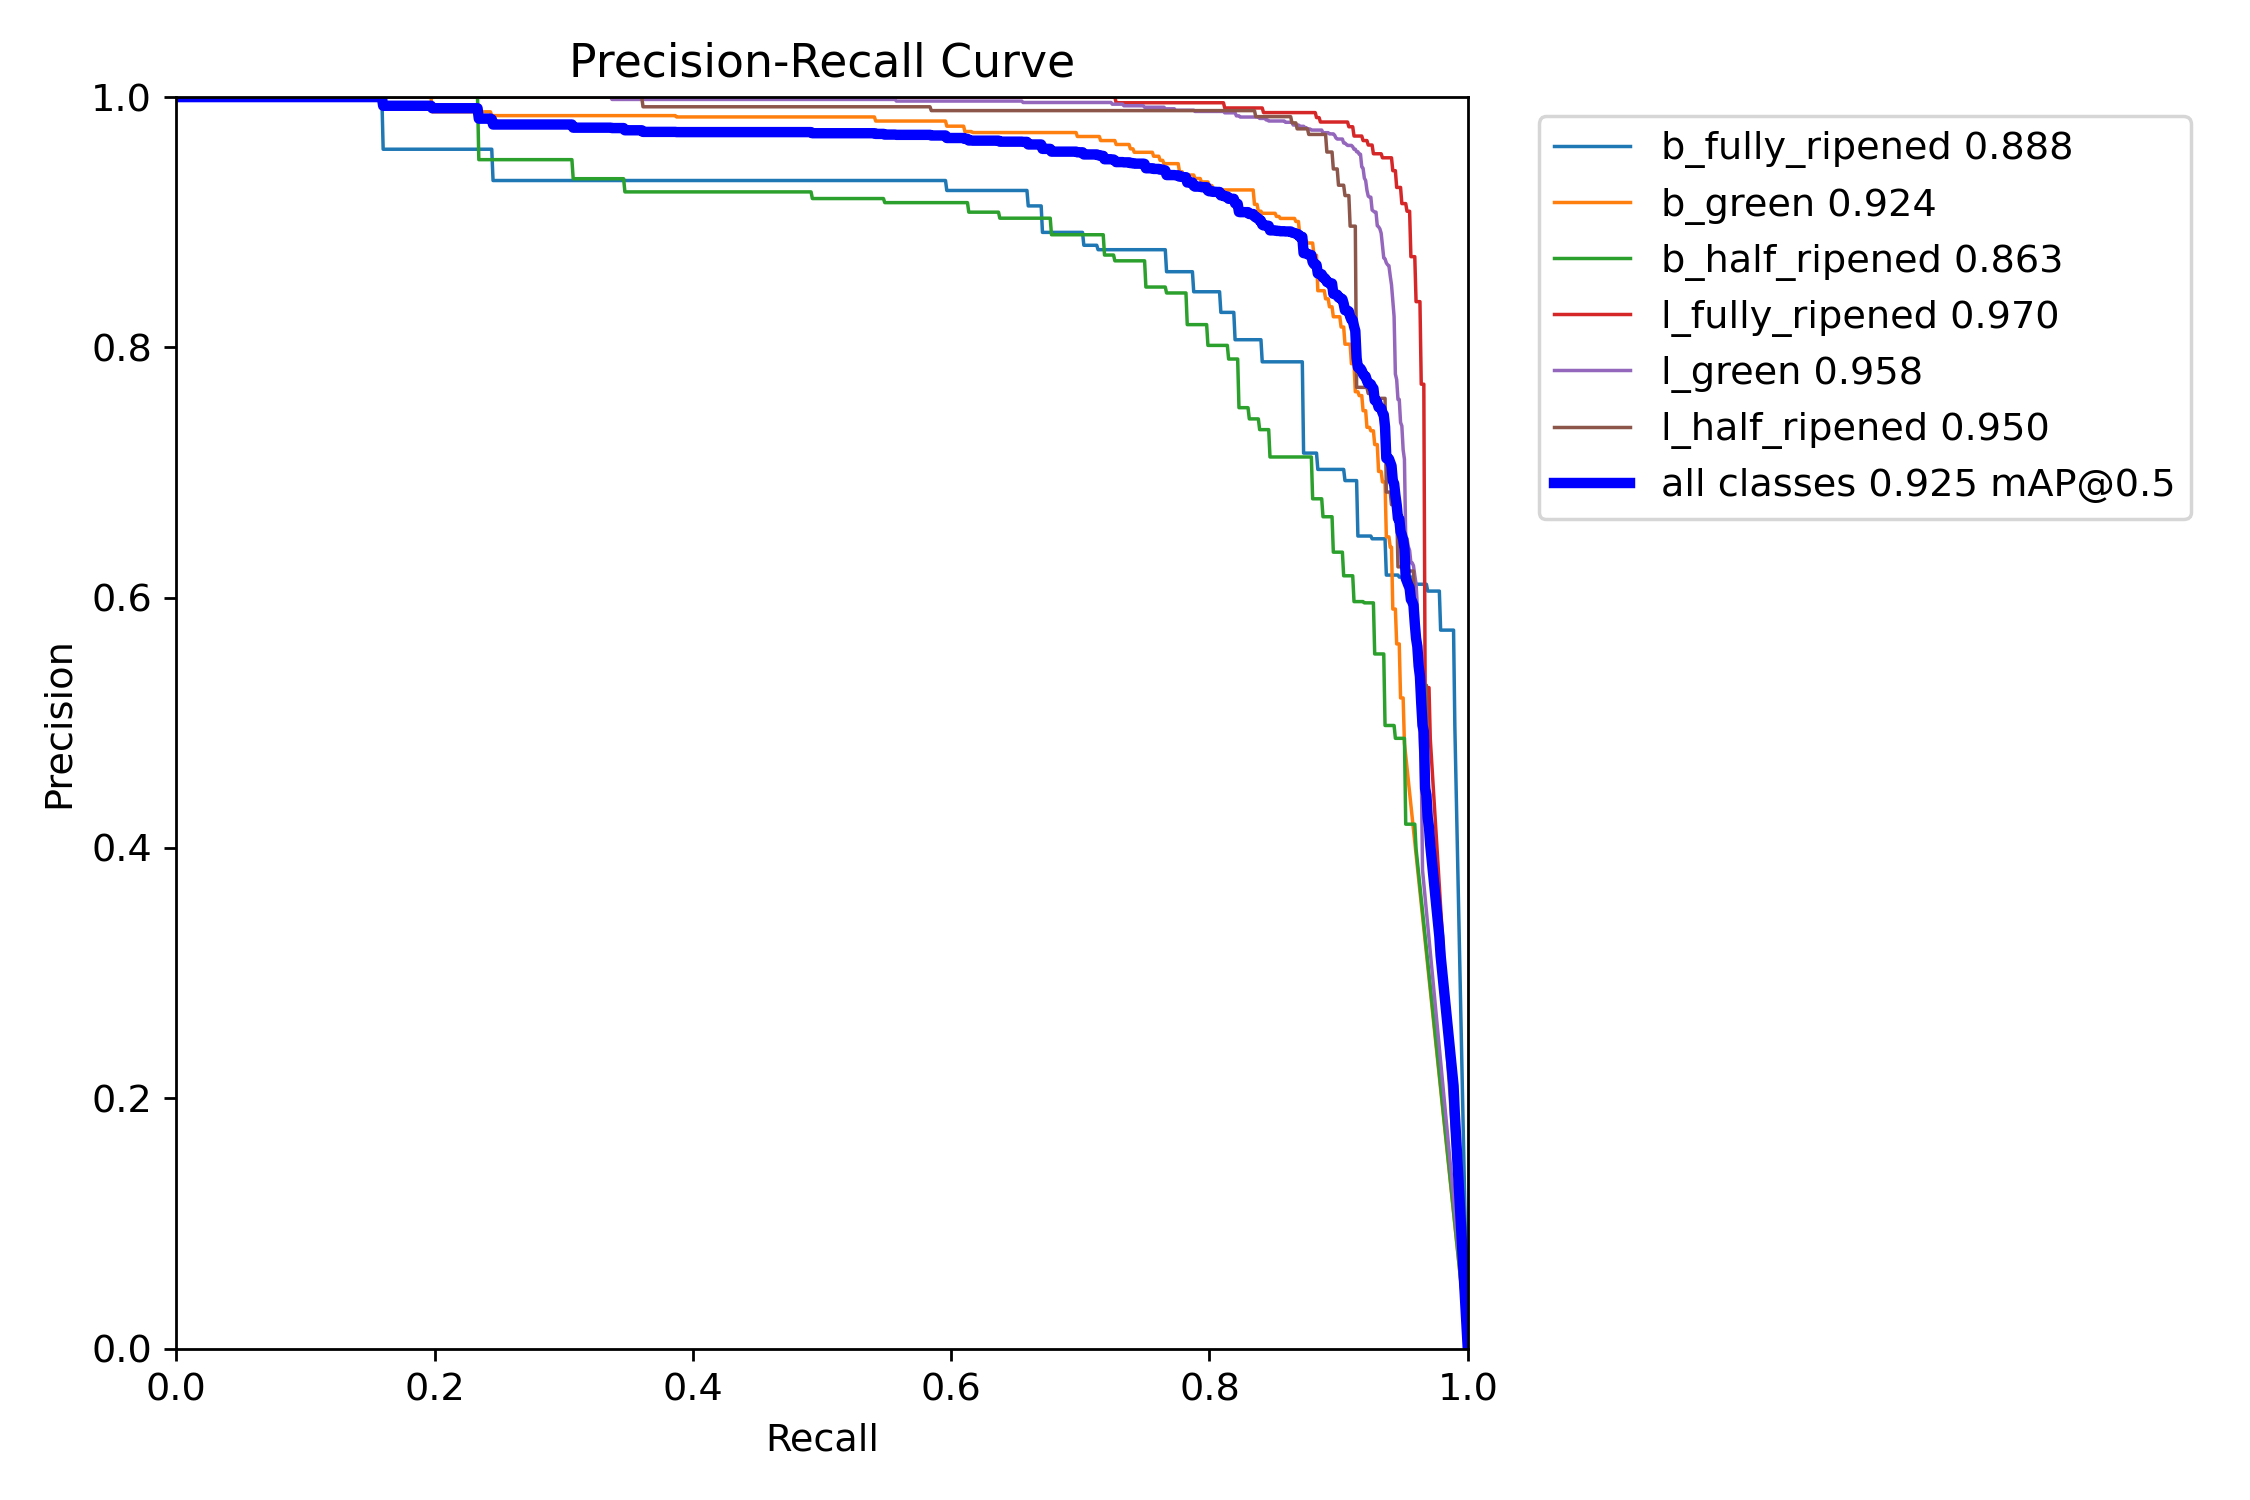 Precision-Recall Curve
1.0
0.8
0.6
0.4
0.2
0.0
Precision
0.0 0.2 0.4 0.6 0.8 1.0
Recall
b_fully_ripened 0.888
b_green 0.924
b_half_ripened 0.863
l_fully_ripened 0.970
l_green 0.958
l_half_ripened 0.950
all classes 0.925 mAP@0.5